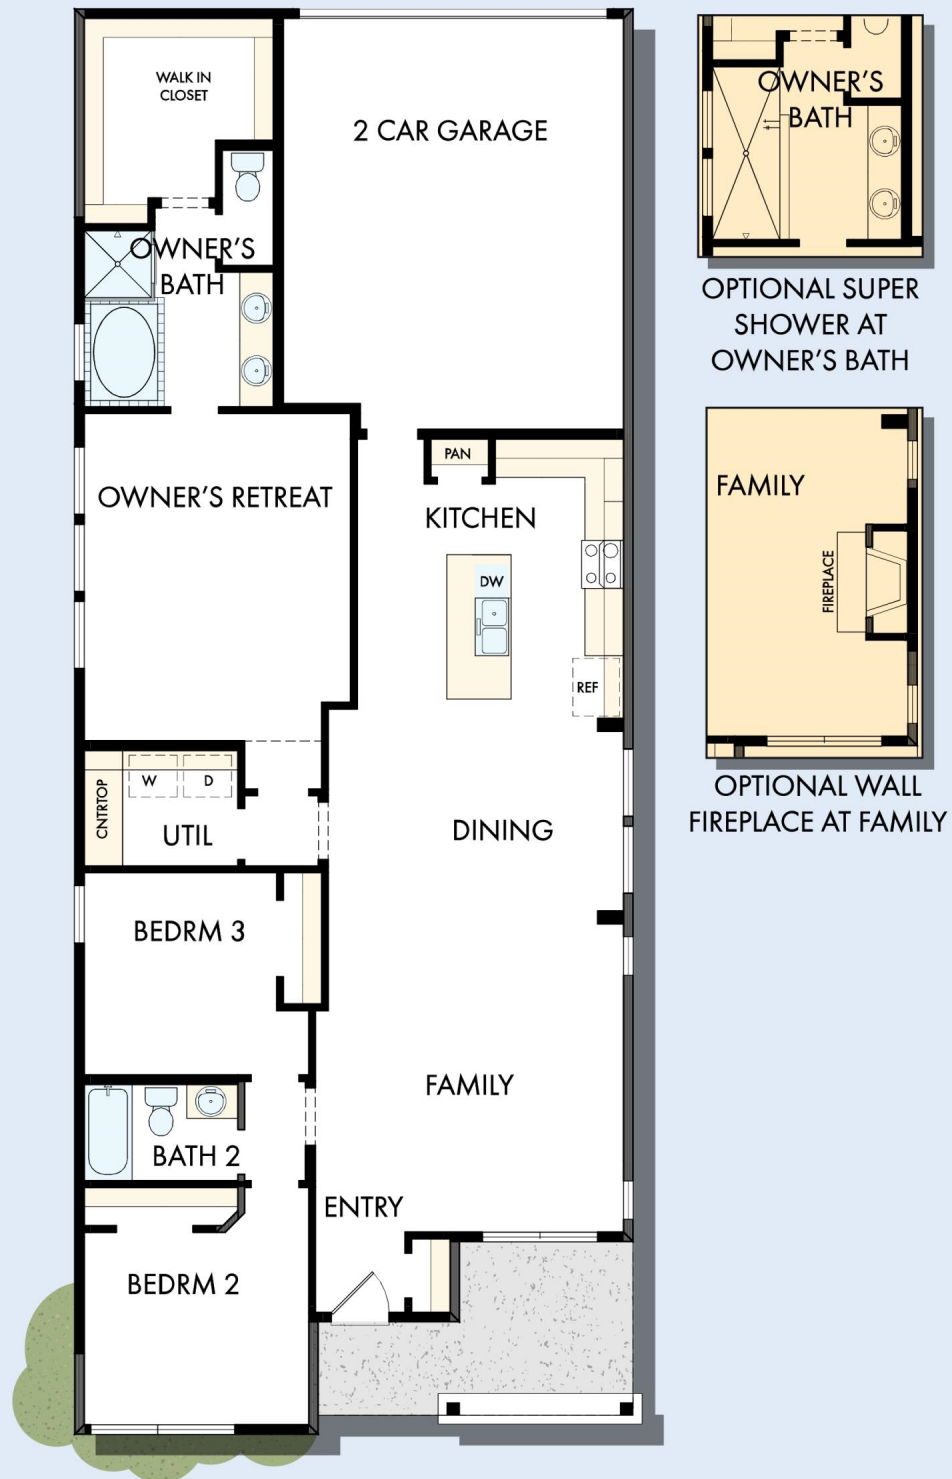 WALK IN
CLOSET
2 CAR GARAGE
OWNER'S
BATH
PAN
OWNER'S RETREAT
KITCHEN
DW
REF
CNTRTOP
W
D
UTIL
DINING
BEDRM 3
FAMILY
BATH 2
ENTRY
BEDRM 2
OWNER'S
BATH
OPTIONAL SUPER
SHOWER AT
OWNER'S BATH
FAMILY
FIREPLACE
OPTIONAL WALL
FIREPLACE AT FAMILY